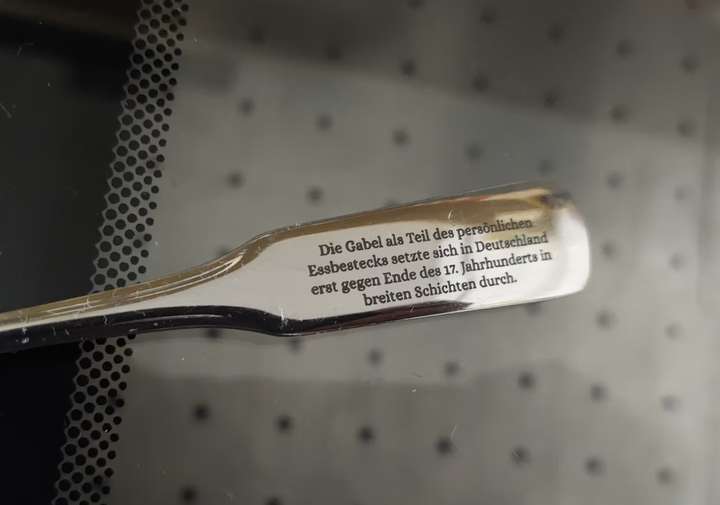 Die Gabel als Teil des persönlichen
Essbestecks setzte sich in Deutschland
erst gegen Ende des 17. Jahrhunderts in
breiten Schichten durch.